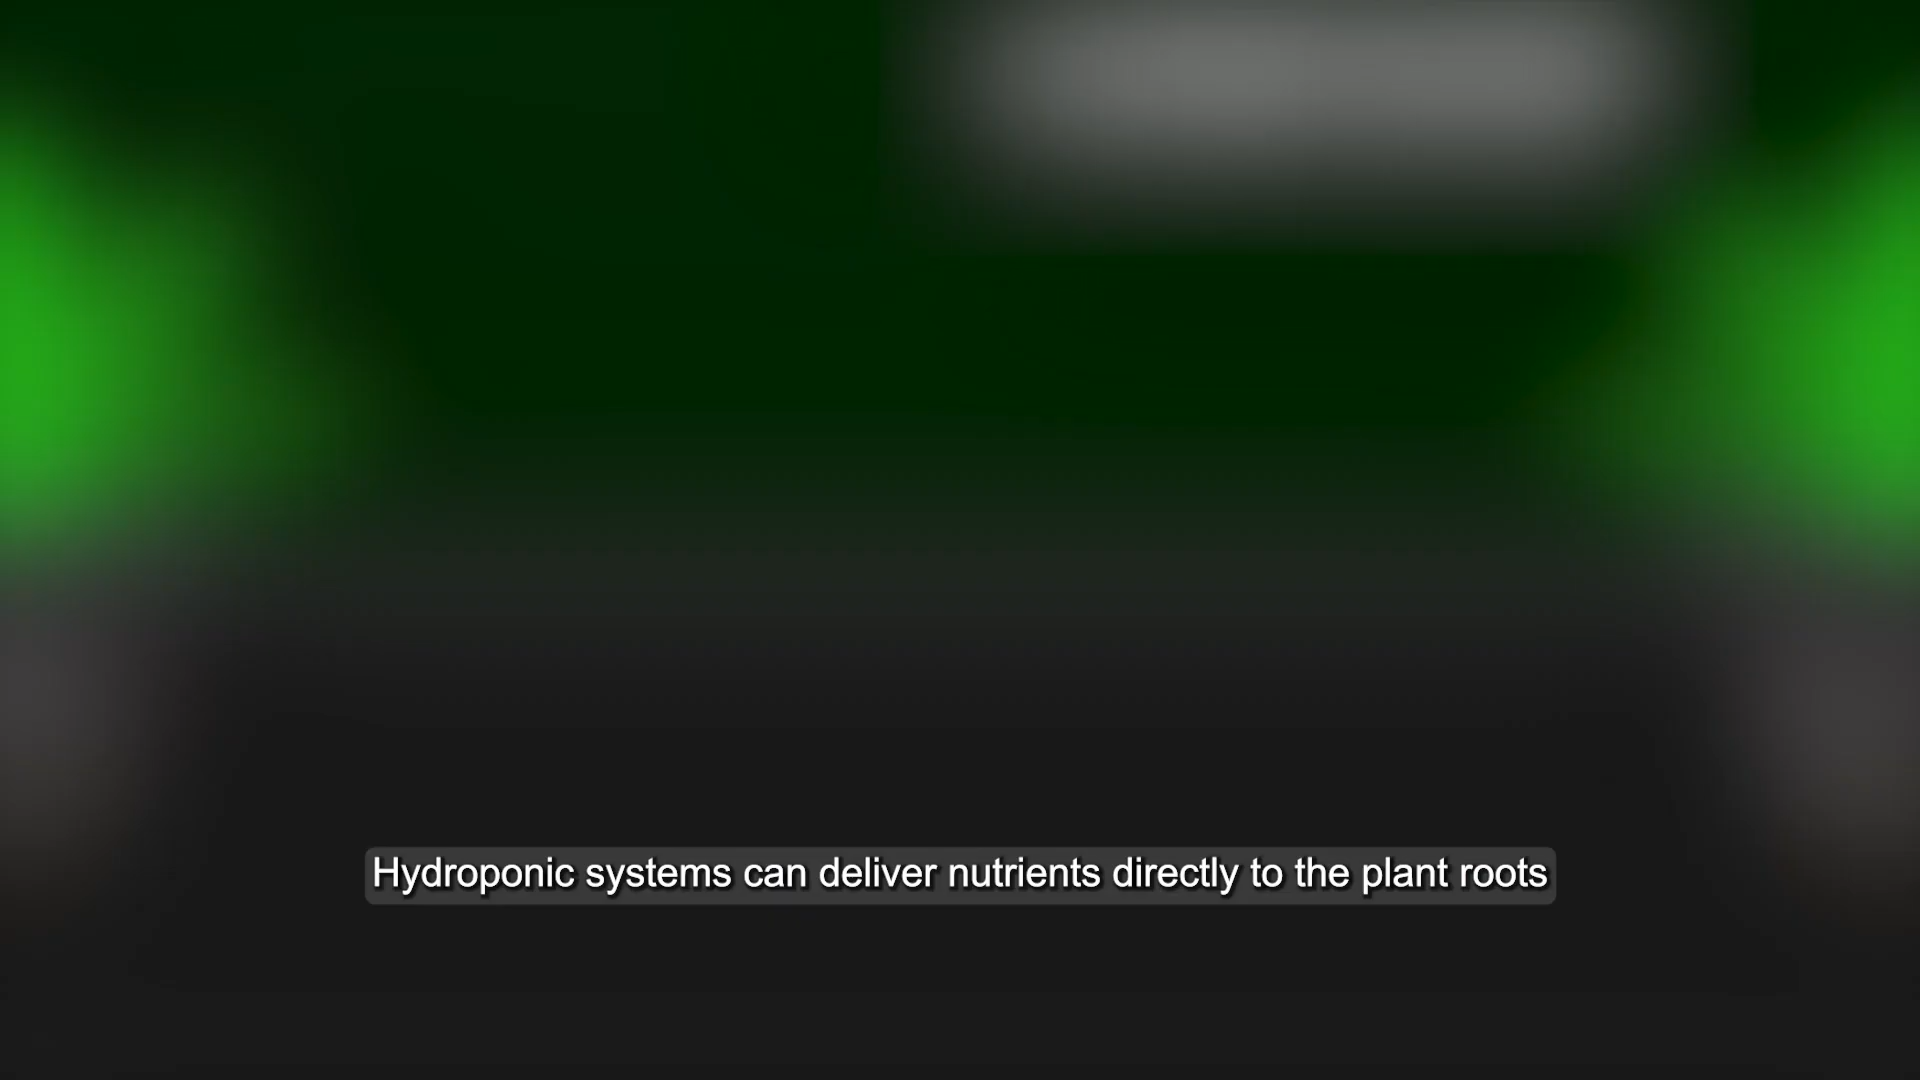 Hydroponic systems can deliver nutrients directly to the plant roots